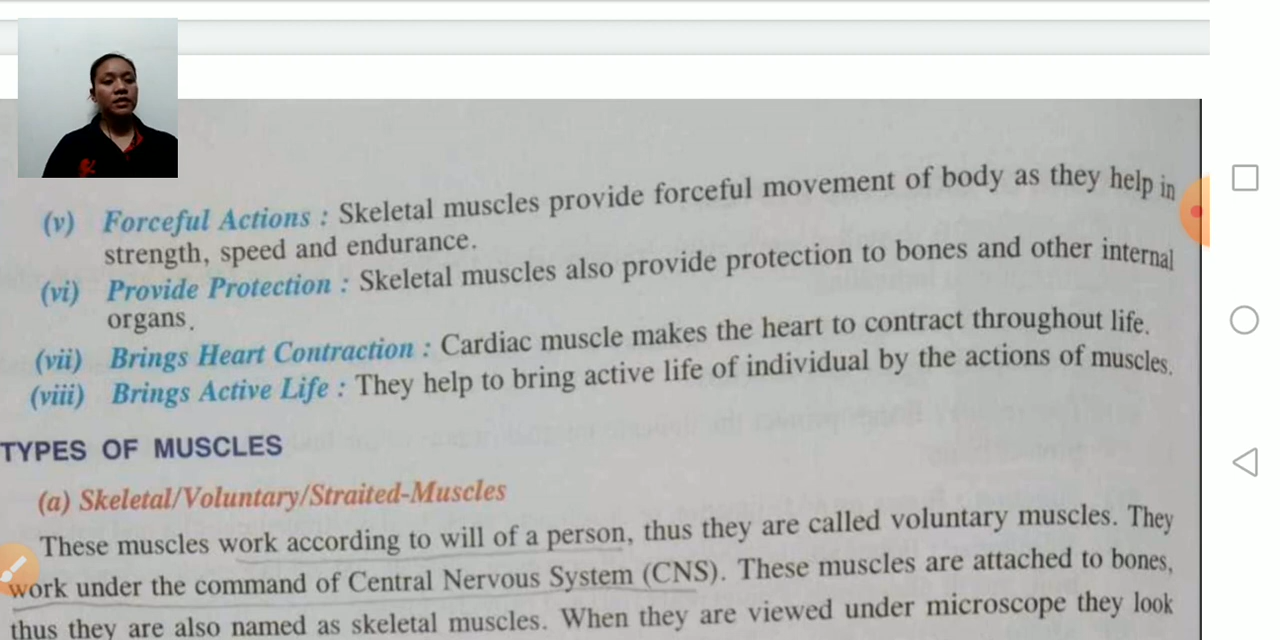 (v) Forceful Actions : Skeletal muscles provide forceful movement of body as they help in
strength, speed and endurance.
(vi) Provide Protection : Skeletal muscles also provide protection to bones and other internal
organs.
(vii) Brings Heart Contraction : Cardiac muscle makes the heart to contract throughout life.
(viii) Brings Active Life : They help to bring active life of individual by the actions of muscles.
TYPES OF MUSCLES
(a) Skeletal/Voluntary/Straited-Muscles
These muscles work according to will of a person, thus they are called voluntary muscles. They
work under the command of Central Nervous System (CNS). These muscles are attached to bones,
thus they are also named as skeletal muscles. When they are viewed under microscope they look